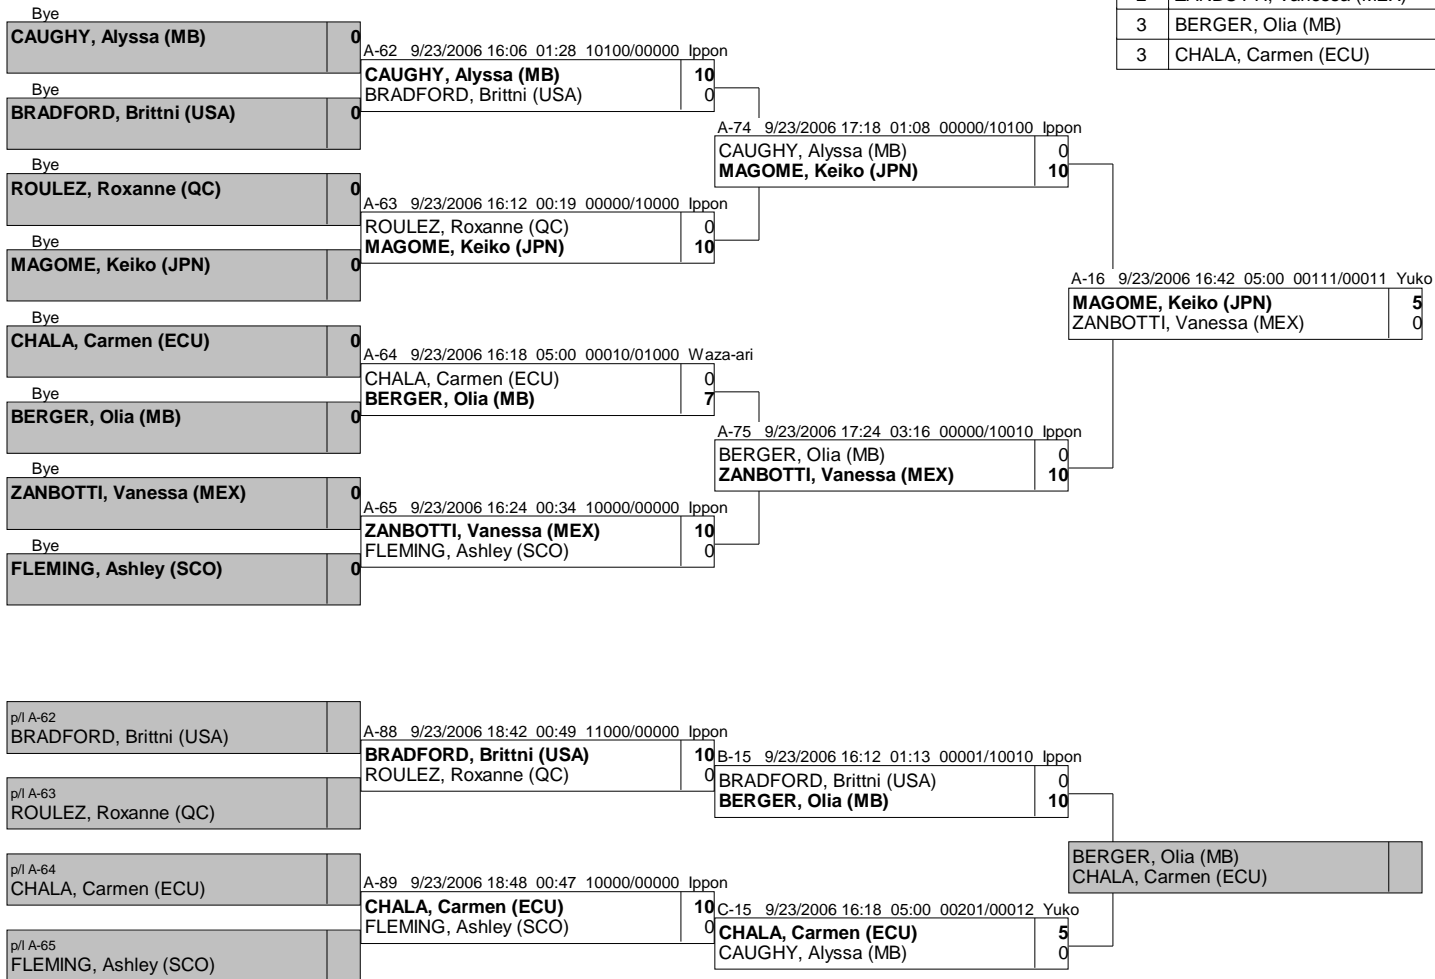 2 ZANBOTTI, Vanessa (MEX)
3 BERGER, Olia (MB)
3 CHALA, Carmen (ECU)
Bye
CAUGHY, Alyssa (MB) 0
Bye
BRADFORD, Brittni (USA) 0
Bye
ROULEZ, Roxanne (QC) 0
Bye
MAGOME, Keiko (JPN) 0
Bye
CHALA, Carmen (ECU) 0
Bye
BERGER, Olia (MB) 0
Bye
ZANBOTTI, Vanessa (MEX) 0
Bye
FLEMING, Ashley (SCO) 0
A-62 9/23/2006 16:06 01:28 10100/00000 Ippon
CAUGHY, Alyssa (MB) 10
BRADFORD, Brittni (USA) 0
A-63 9/23/2006 16:12 00:19 00000/10000 Ippon
ROULEZ, Roxanne (QC) 0
MAGOME, Keiko (JPN) 10
A-64 9/23/2006 16:18 05:00 00010/01000 Waza-ari
CHALA, Carmen (ECU) 0
BERGER, Olia (MB) 7
A-65 9/23/2006 16:24 00:34 10000/00000 Ippon
ZANBOTTI, Vanessa (MEX) 10
FLEMING, Ashley (SCO) 0
A-74 9/23/2006 17:18 01:08 00000/10100 Ippon
CAUGHY, Alyssa (MB) 0
MAGOME, Keiko (JPN) 10
A-75 9/23/2006 17:24 03:16 00000/10010 Ippon
BERGER, Olia (MB) 0
ZANBOTTI, Vanessa (MEX) 10
A-16 9/23/2006 16:42 05:00 00111/00011 Yuko
MAGOME, Keiko (JPN) 5
ZANBOTTI, Vanessa (MEX) 0
p/l A-62
BRADFORD, Brittni (USA)
p/l A-63
ROULEZ, Roxanne (QC)
p/l A-64
CHALA, Carmen (ECU)
p/l A-65
FLEMING, Ashley (SCO)
A-88 9/23/2006 18:42 00:49 11000/00000 Ippon
BRADFORD, Brittni (USA) 10
ROULEZ, Roxanne (QC) 0
A-89 9/23/2006 18:48 00:47 10000/00000 Ippon
CHALA, Carmen (ECU) 10
FLEMING, Ashley (SCO) 0
B-15 9/23/2006 16:12 01:13 00001/10010 Ippon
BRADFORD, Brittni (USA) 0
BERGER, Olia (MB) 10
C-15 9/23/2006 16:18 05:00 00201/00012 Yuko
CHALA, Carmen (ECU) 5
CAUGHY, Alyssa (MB) 0
BERGER, Olia (MB)
CHALA, Carmen (ECU)